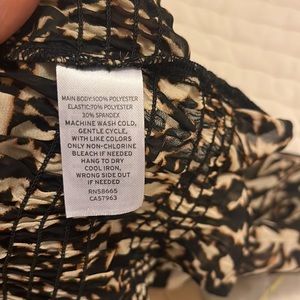 MAIN BODY:100% POLYESTER
ELASTIC:70% POLYESTER
30% SPANDEX
MACHINE WASH COLD,
GENTLE CYCLE,
WITH LIKE COLORS
ONLY NON-CHLORINE
BLEACH IF NEEDED
HANG TO DRY
COOL IRON,
WRONG SIDE OUT
IF NEEDED
RN58665
CA57963